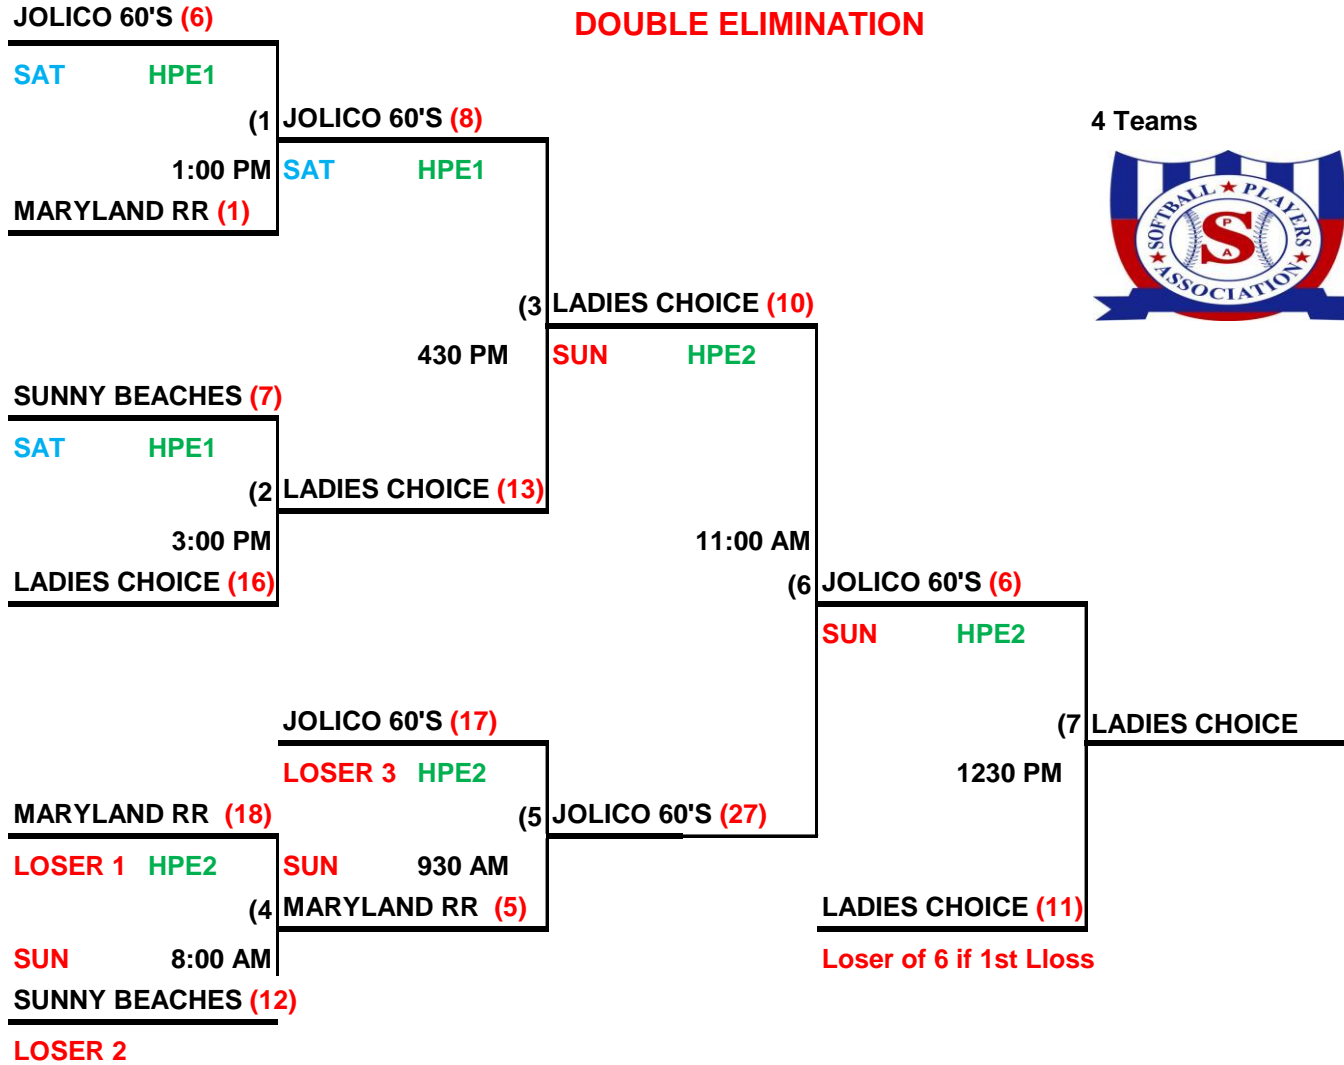 JOLICO 60'S (6)
DOUBLE ELIMINATION
SAT HPE1
(1 JOLICO 60'S (8)
4 Teams
1:00 PM SAT HPE1
MARYLAND RR (1)
SOFTBALL ★ PLAYERS ★ ASSOCIATION ★
P
S
A
(3 LADIES CHOICE (10)
430 PM SUN HPE2
SUNNY BEACHES (7)
SAT HPE1
(2 LADIES CHOICE (13)
3:00 PM 11:00 AM
LADIES CHOICE (16)
(6 JOLICO 60'S (6)
SUN HPE2
JOLICO 60'S (17)
(7 LADIES CHOICE
LOSER 3 HPE2 1230 PM
MARYLAND RR (18)
(5 JOLICO 60'S (27)
LOSER 1 HPE2 SUN 930 AM
(4 MARYLAND RR (5)
LADIES CHOICE (11)
SUN 8:00 AM Loser of 6 if 1st Lloss
SUNNY BEACHES (12)
LOSER 2